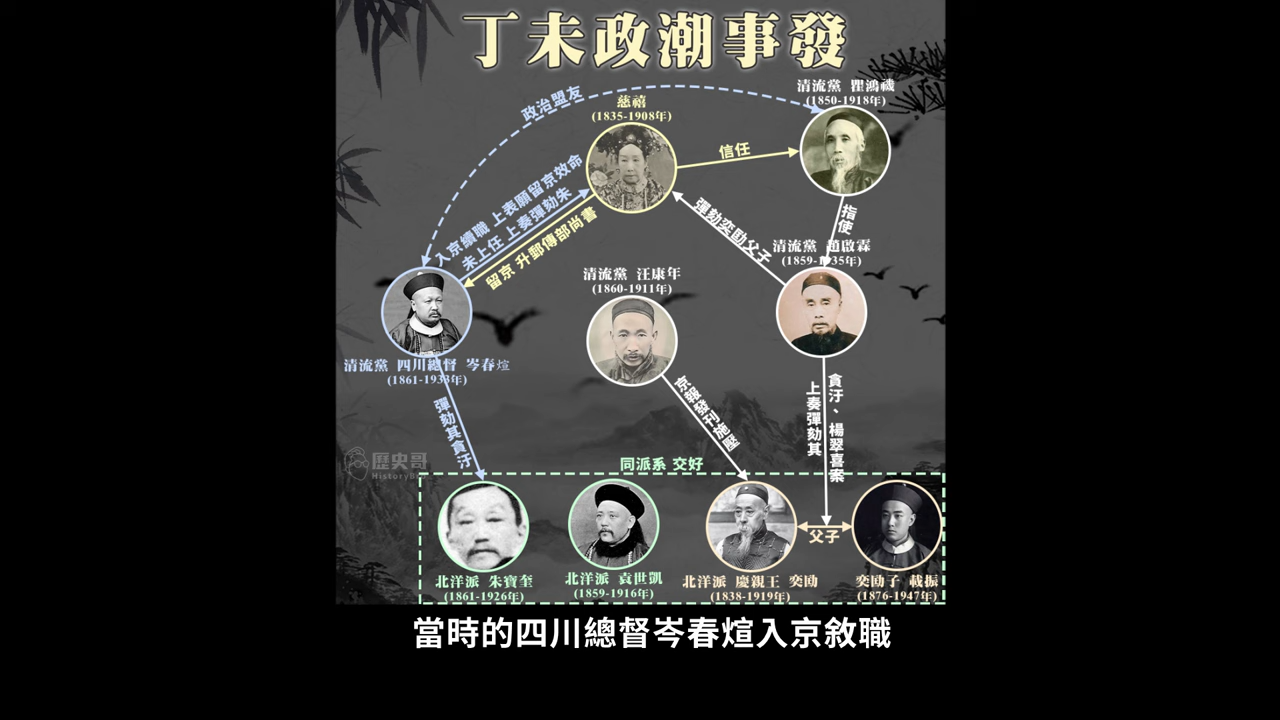 丁未政潮事發
政治盟友
慈禧
(1835-1908年)
清流黨 瞿鴻禨
(1850-1918年)
信任
入京續職 上表願留京效命
未上任 上奏彈劾朱
留京 升郵傳部尚書
彈劾奕劻父子
指使
清流黨 趙啟霖
(1859-1935年)
清流黨 汪康年
(1860-1911年)
清流黨 四川總督 岑春煊
(1861-1933年)
彈劾其貪汙
京報發刊施壓
上奏彈劾其
貪汙、楊翠喜案
歷史哥
同派系 交好
父子
北洋派 朱寶奎
(1861-1926年)
北洋派 袁世凱
(1859-1916年)
北洋派 慶親王 奕劻
(1838-1919年)
奕劻子 載振
(1876-1947年)
當時的四川總督岑春煊入京敘職